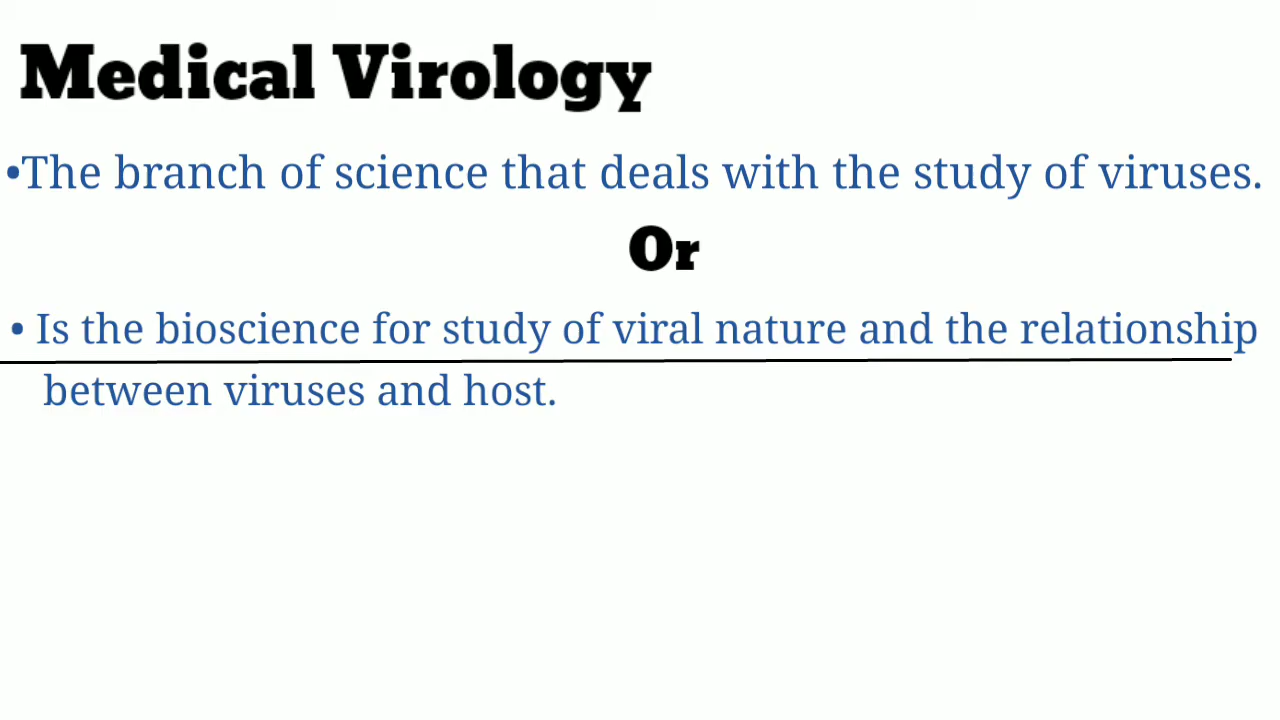 Medical Virology
•The branch of science that deals with the study of viruses.
Or
• Is the bioscience for study of viral nature and the relationship
between viruses and host.